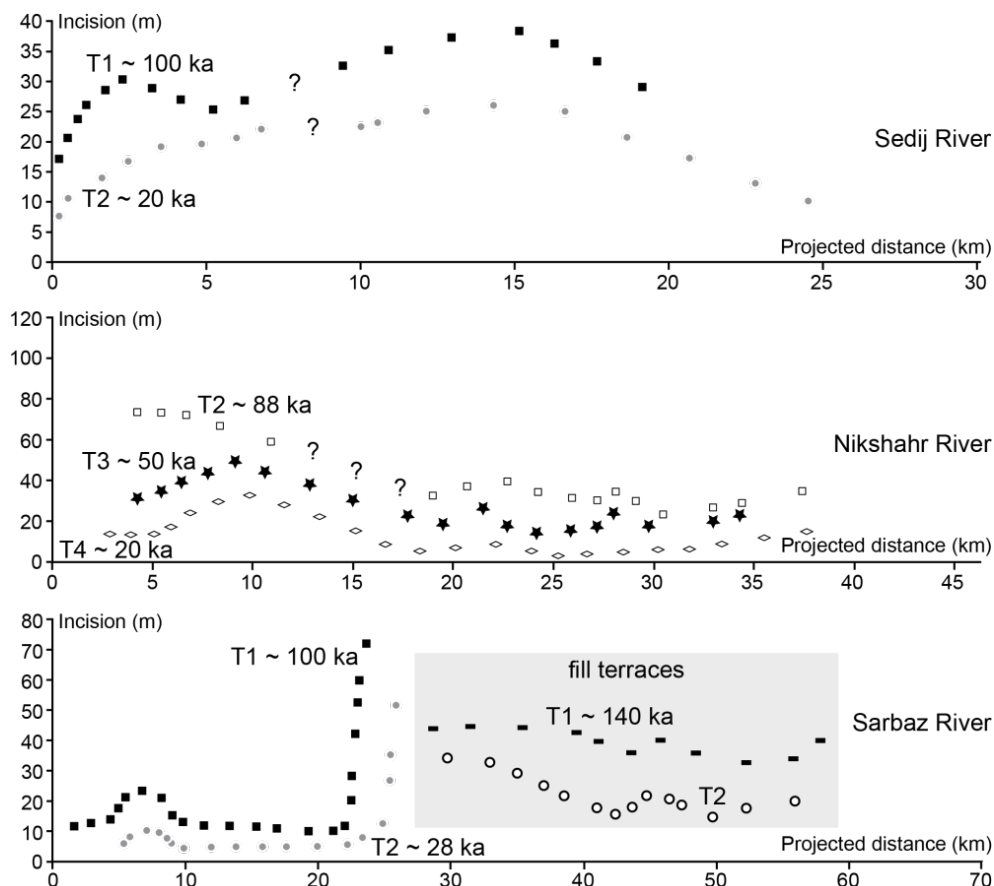 40 Incision (m)
35
30
25
20
15
10
5
0
T1 ~ 100 ka
?
?
T2 ~ 20 ka
Sedij River
Projected distance (km)
0 5 10 15 20 25 30
120 Incision (m)
100
80
60
40
20
0
T2 ~ 88 ka
T3 ~ 50 ka
?
?
?
T4 ~ 20 ka
Nikshahr River
Projected distance (km)
0 5 10 15 20 25 30 35 40 45
80 Incision (m)
70
60
50
40
30
20
10
0
T1 ~ 100 ka
fill terraces
T1 ~ 140 ka
T2
T2 ~ 28 ka
Sarbaz River
Projected distance (km)
0 10 20 30 40 50 60 70